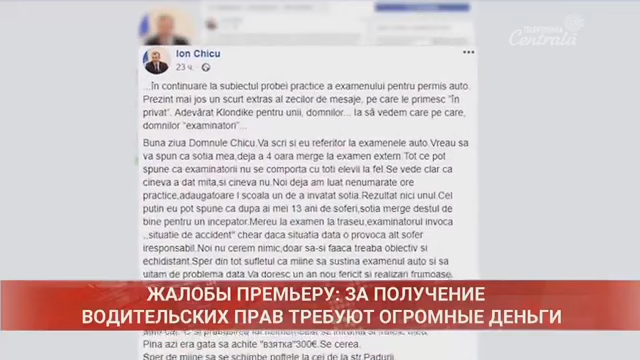 Ion Chicu
23 ч.
Centrală
...în continuare la subiectul probei practice a examenului pentru permis auto.
Prezint mai jos un scurt extras al zecilor de mesaje, pe care le primesc "în
privat". Adevărat Klondike pentru unii, domnilor... Ia să vedem care pe care,
domnilor "examinatori"...
Buna ziua Domnule Chicu.Va scri si eu referitor la examenele auto.Vreau sa
va spun ca sotia mea,deja a 4 oara merge la examen extern.Tot ce pot
spune ca examinatorii nu se comporta cu toti elevii la fel.Se vede clar ca
cineva a dat mita,si cineva nu.Noi deja am luat nenumarate ore
practice,adaugatoare l scoala un de a invatat sotia.Rezultat nici unul.Cel
putin eu pot spune ca dupa ai mei 13 ani de soferi,sotia merge destul de
bine pentru un incepator.Mereu la examen la traseu,examinatorul invoca
,,situatie de accident" chear daca situatia data o provoca alt sofer
iresponsabil.Noi nu cerem nimic,doar sa-si faaca treaba obiectiv si
echidistant.Sper din tot sufletul ca miine sa sustina examenul auto si sa
uitam de problema data.Va doresc un an nou fericit si realizari frumoase.
ЖАЛОБЫ ПРЕМЬЕРУ: ЗА ПОЛУЧЕНИЕ
ВОДИТЕЛЬСКИХ ПРАВ ТРЕБУЮТ ОГРОМНЫЕ ДЕНЬГИ
Pina azi era gata sa achite "взятка"300€.Se cerea.
Sper de miine sa se schimbe poftele la cei de la str.Padurii.